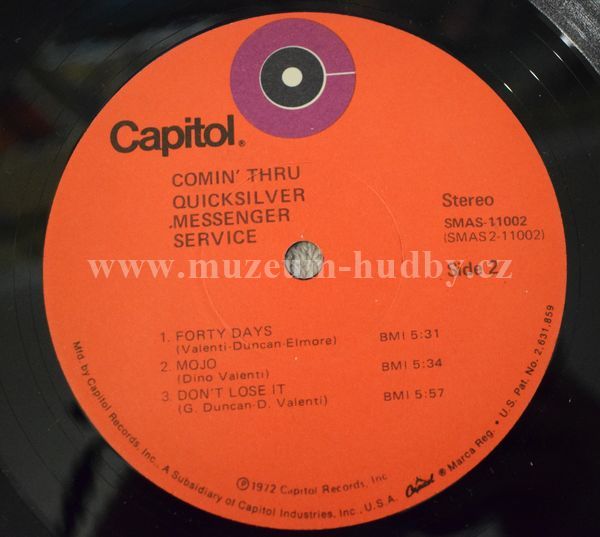 Capitol®
COMIN' THRU
QUICKSILVER
MESSENGER
SERVICE
Stereo
SMAS-11002
(SMAS2-11002)
Side 2
www.muzeum-hudby.cz
1. FORTY DAYS BMI 5:31
(Valenti-Duncan-Elmore)
2. MOJO BMI 5:34
(Dino Valenti)
3. DON'T LOSE IT BMI 5:57
(G. Duncan-D. Valenti)
℗1972 Capitol Records, Inc
Mfd. by Capitol Records, Inc., A Subsidiary of Capitol Industries, Inc., U.S.A. Capitol ® Marca Reg. • U.S. Pat. No. 2,631,859